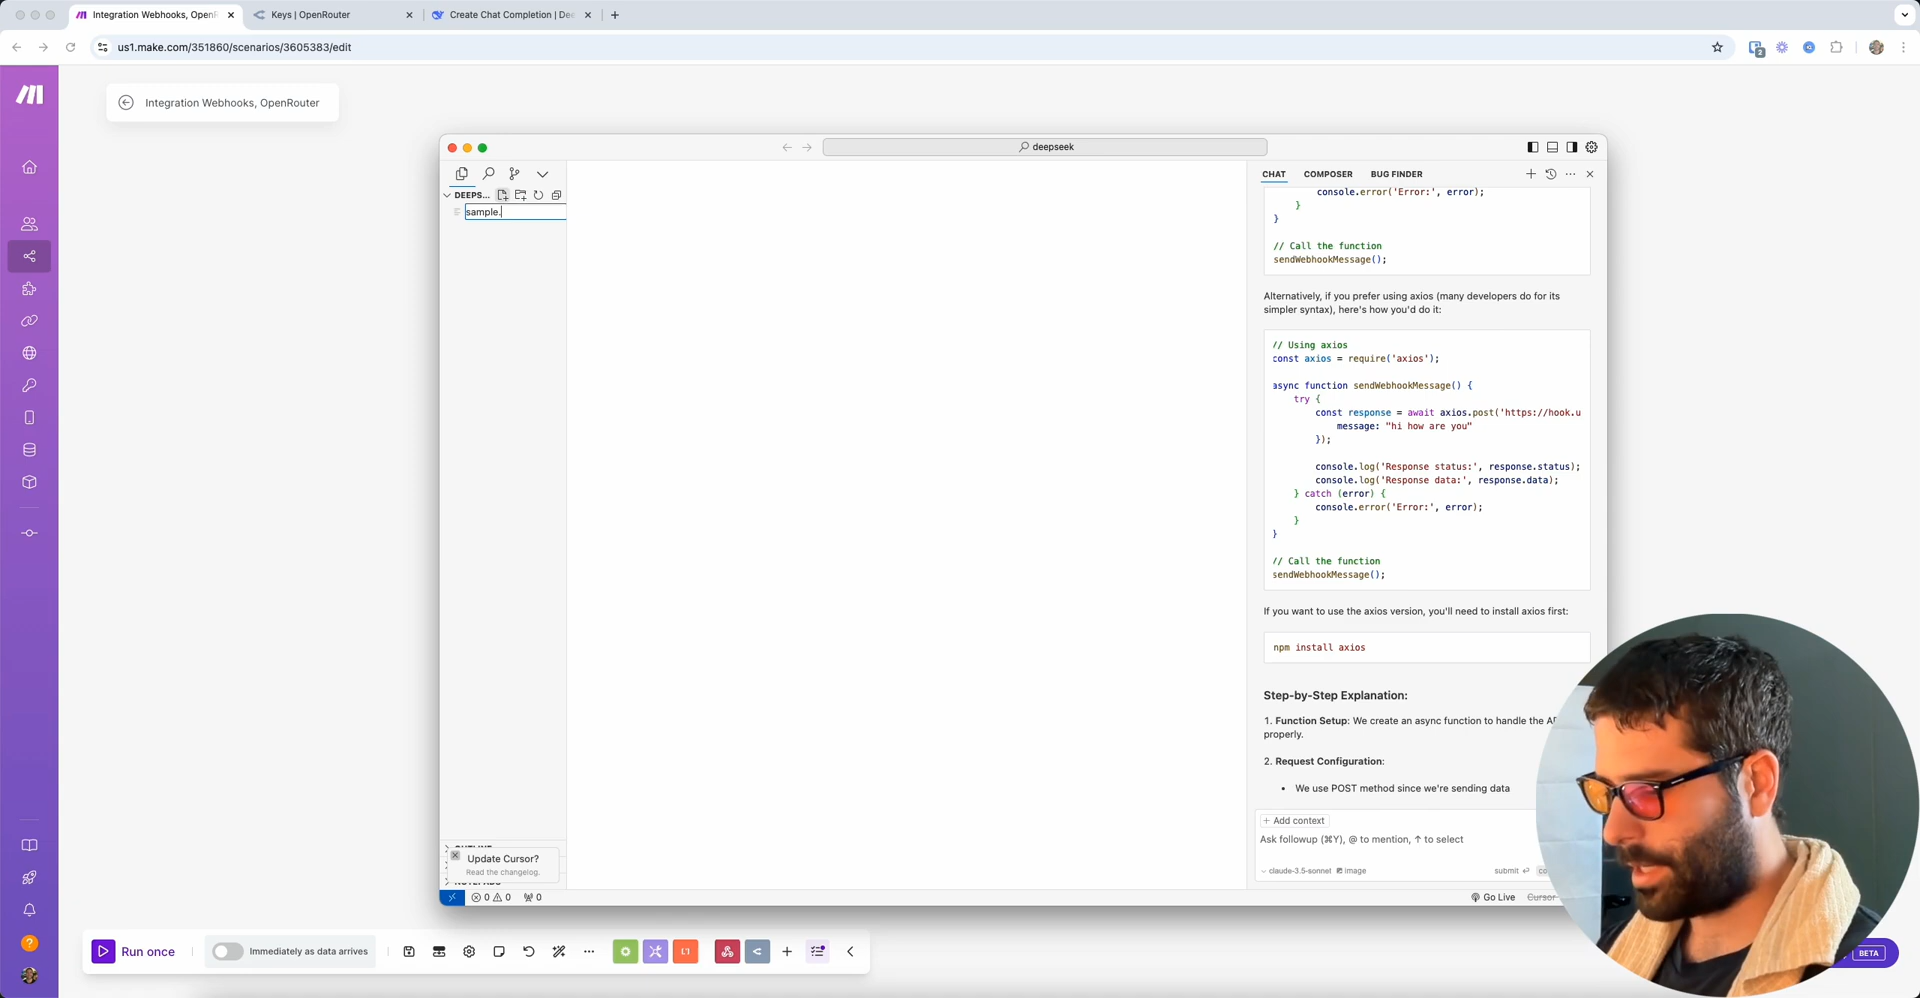 Integration Webhooks, OpenR
Keys | OpenRouter
Create Chat Completion | Dee
us1.make.com/351860/scenarios/3605383/edit
2
Integration Webhooks, OpenRouter
deepseek
DEEPS...
sample.
CHAT
COMPOSER
BUG FINDER
console.error('Error:', error);
}
}
// Call the function
sendWebhookMessage();
Alternatively, if you prefer using axios (many developers do for its
simpler syntax), here's how you'd do it:
// Using axios
const axios = require('axios');
async function sendWebhookMessage() {
try {
const response = await axios.post('https://hook.u
message: "hi how are you"
});
console.log('Response status:', response.status);
console.log('Response data:', response.data);
} catch (error) {
console.error('Error:', error);
}
}
// Call the function
sendWebhookMessage();
If you want to use the axios version, you'll need to install axios first:
npm install axios
Step-by-Step Explanation:
1. Function Setup: We create an async function to handle the AP
properly.
2. Request Configuration:
• We use POST method since we're sending data
+ Add context
Ask followup (⌘Y), @ to mention, ↑ to select
claude-3.5-sonnet image
submit
Update Cursor?
Read the changelog.
0 0 0
Go Live
Cursor
Run once
Immediately as data arrives
BETA